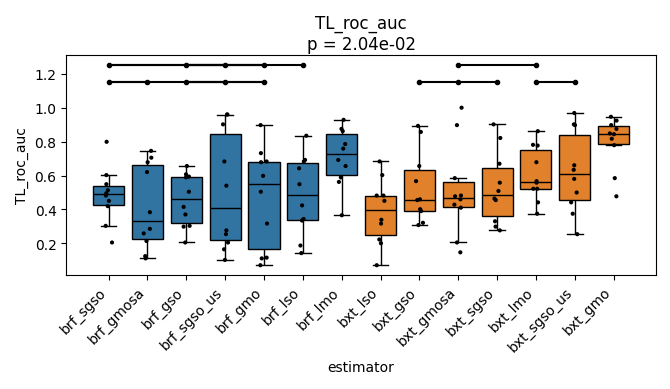 TL_roc_auc
p = 2.04e-02
TL_roc_auc
1.2
1.0
0.8
0.6
0.4
0.2
brf_sgso
brf_gmosa
brf_gso
brf_sgso_us
brf_gmo
brf_lso
brf_lmo
bxt_lso
bxt_gso
bxt_gmosa
bxt_sgso
bxt_lmo
bxt_sgso_us
bxt_gmo
estimator